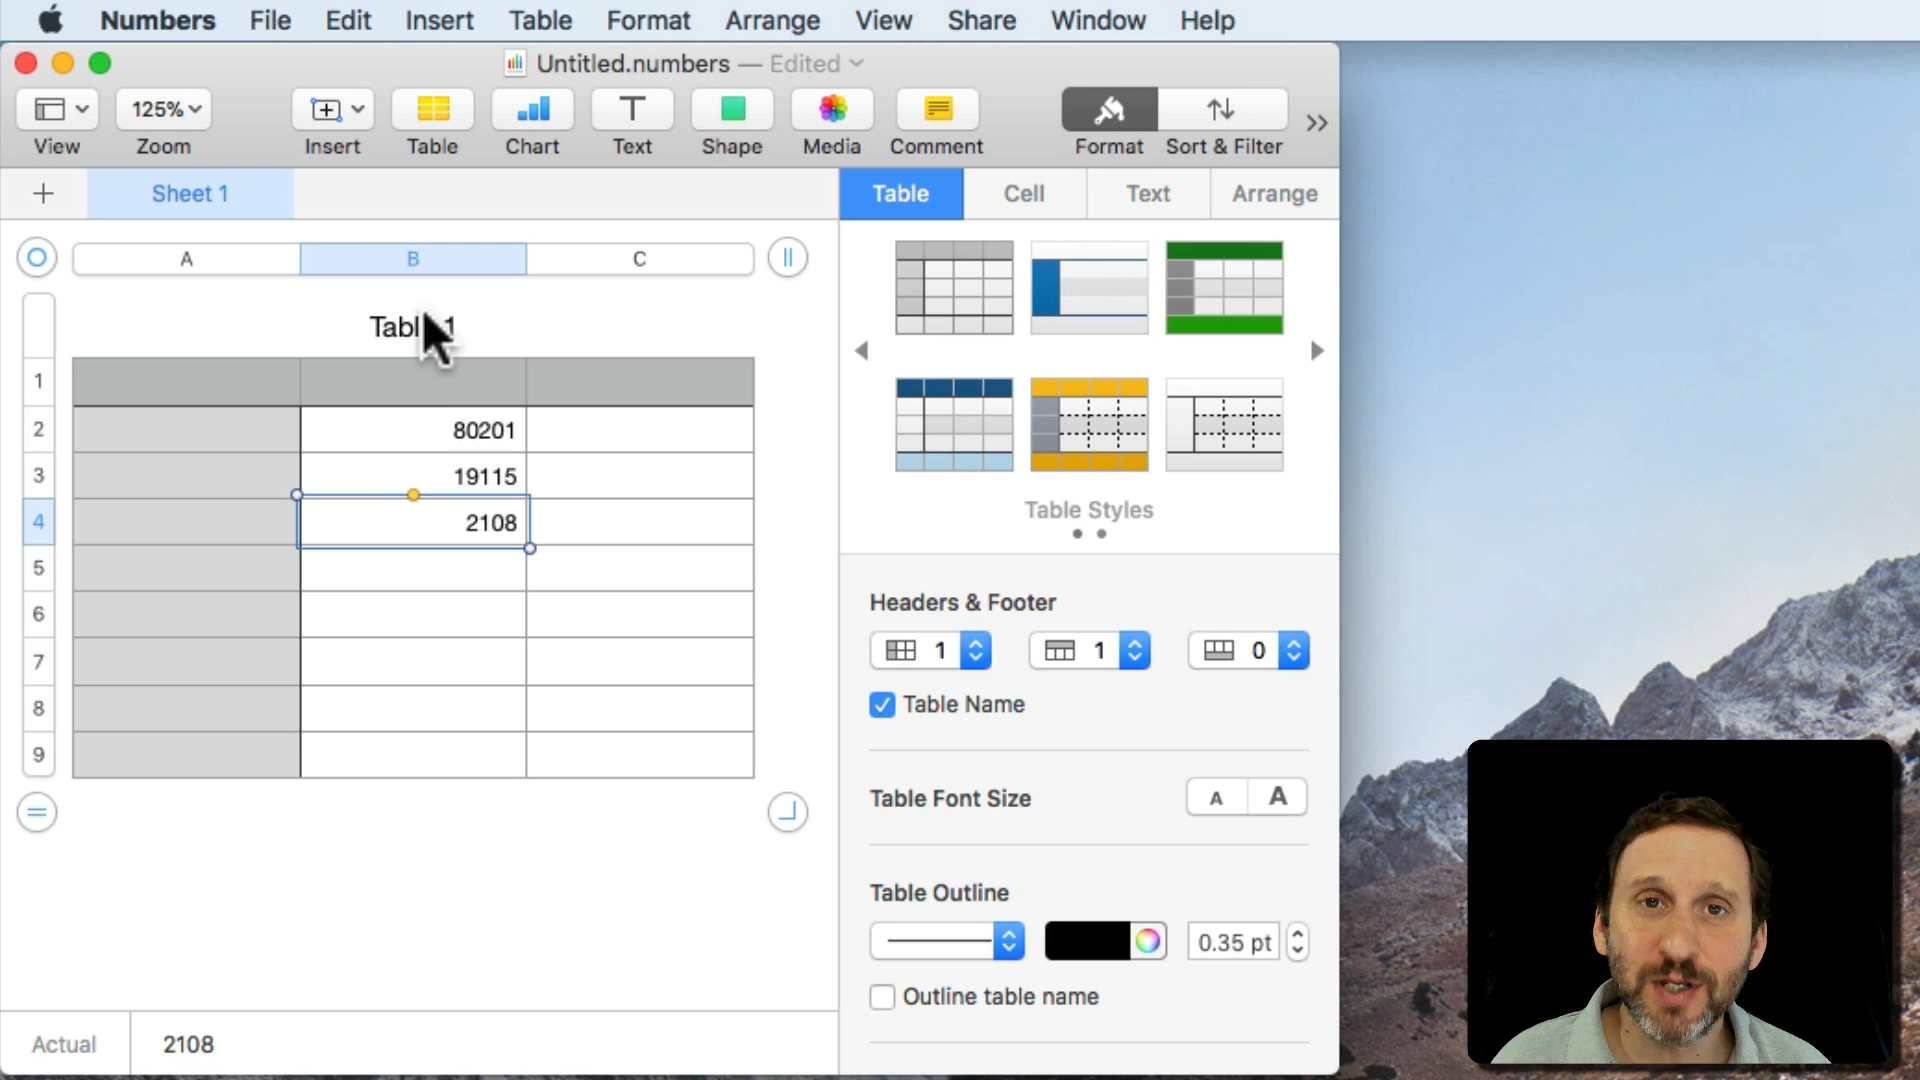 Numbers File Edit Insert Table Format Arrange View Share Window Help
Untitled.numbers — Edited
125%
View Zoom Insert Table Chart Text Shape Media Comment Format Sort & Filter
Sheet 1
Table Cell Text Arrange
A B C
Table 1
1
2 80201
3 19115
4 2108
5
6
7
8
9
Table Styles
Headers & Footer
1 1 0
Table Name
Table Font Size A A
Table Outline
0.35 pt
Outline table name
Actual 2108